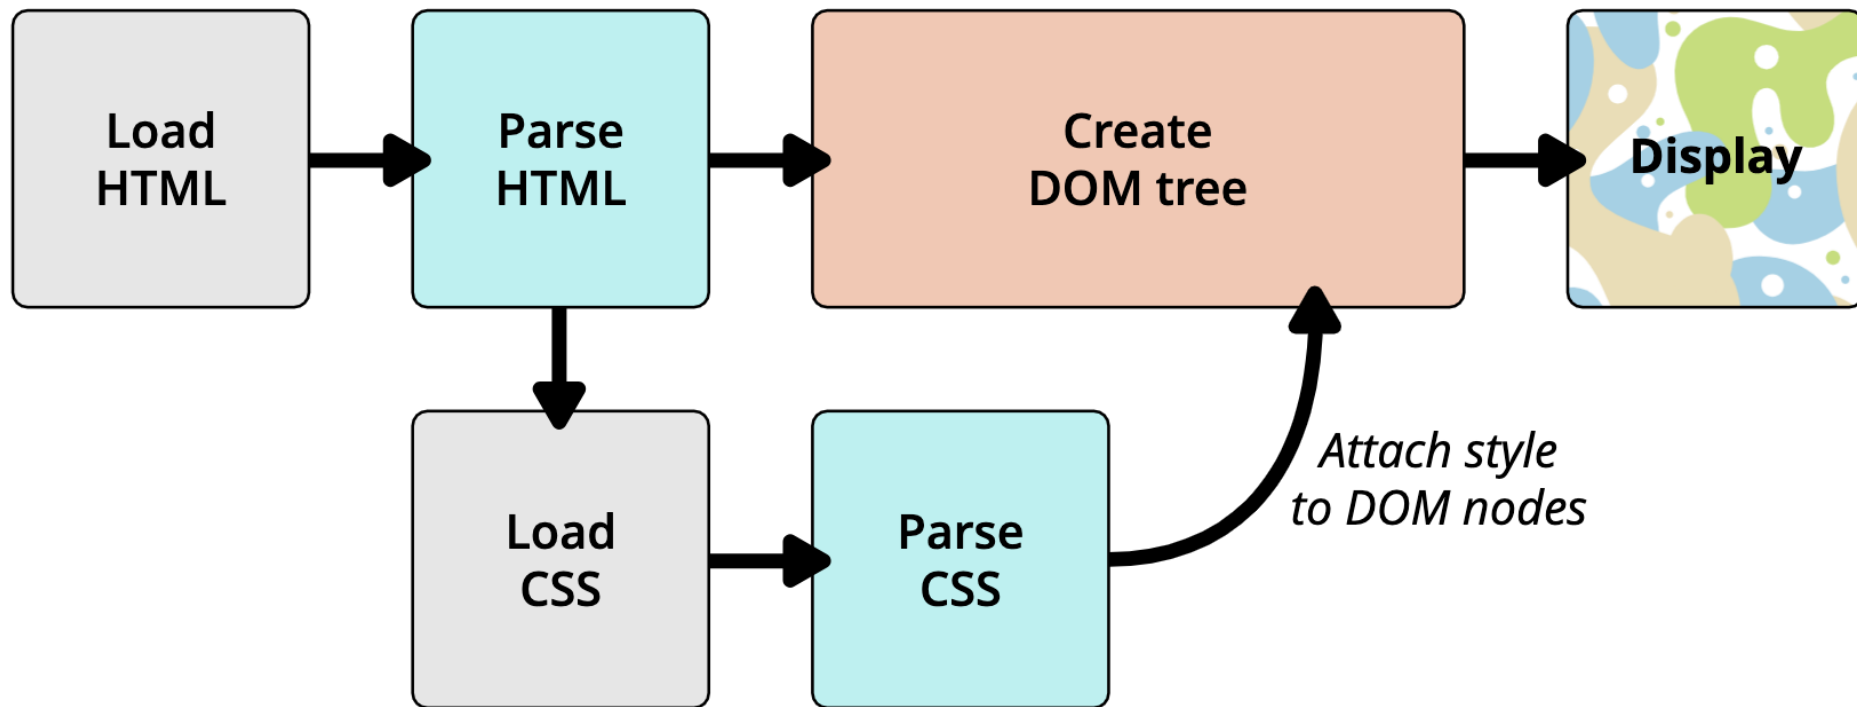 Load
HTML
Parse
HTML
Create
DOM tree
Display
Load
CSS
Parse
CSS
Attach style
to DOM nodes